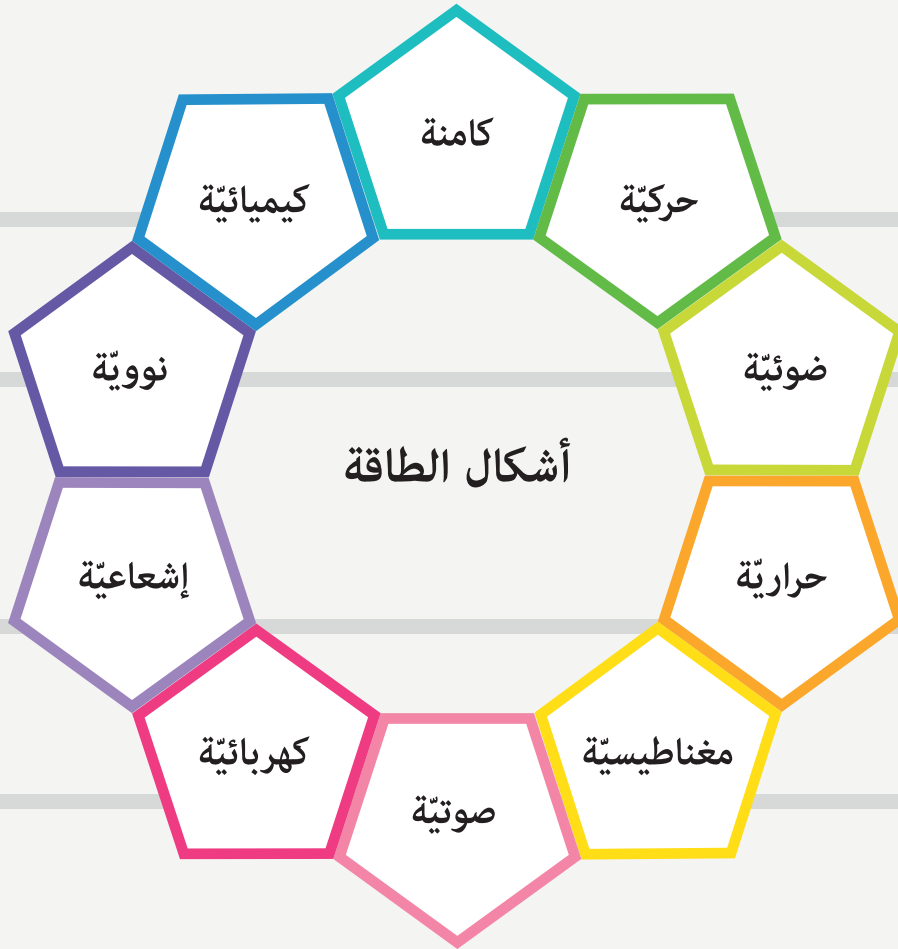 كامنة
حركيّة
ضوئيّة
حراريّة
مغناطيسيّة
صوتيّة
كهربائيّة
إشعاعيّة
نوويّة
كيميائيّة
أشكال الطاقة